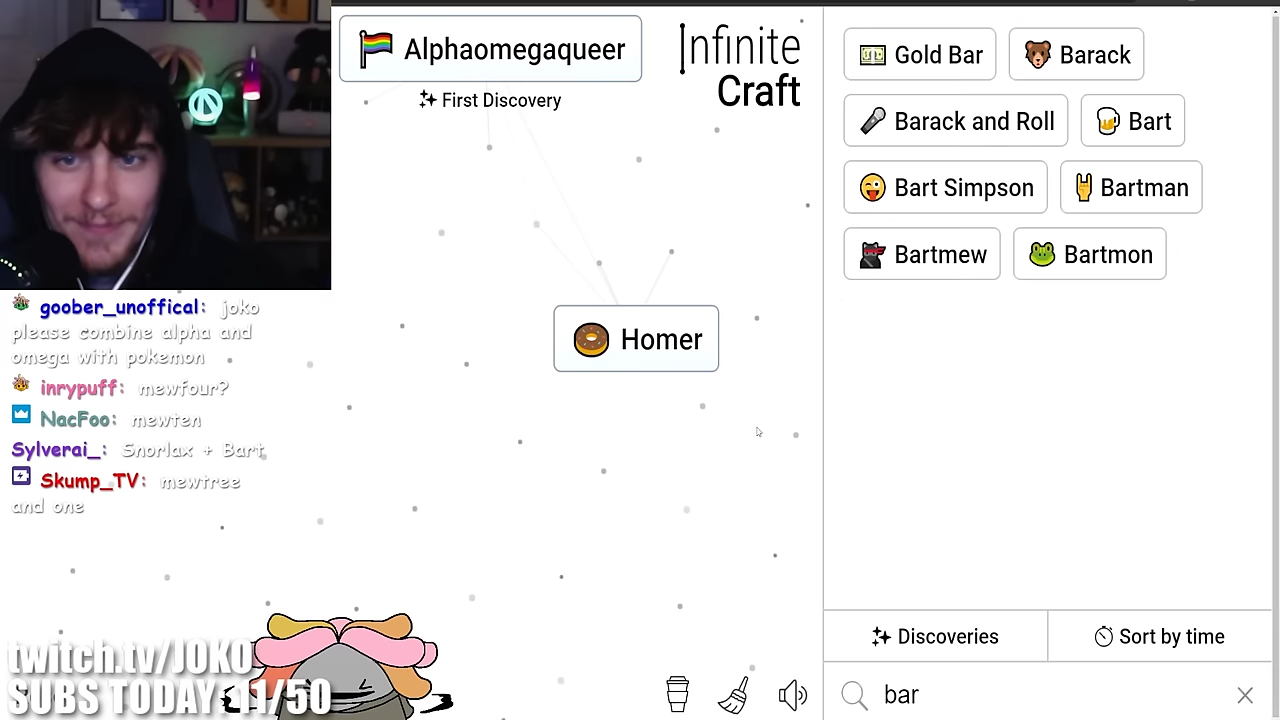 Alphaomegaqueer
First Discovery
Infinite
Craft
Homer
Gold Bar
Barack
Barack and Roll
Bart
Bart Simpson
Bartman
Bartmew
Bartmon
Discoveries
Sort by time
bar
goober_unoffical: joko
please combine alpha and
omega with pokemon
inrypuff: mewfour?
NacFoo: mewten
Sylverai_: Snorlax + Bart
Skump_TV: mewtree
and one
twitch.tv/JOKO
SUBS TODAY: 11/50